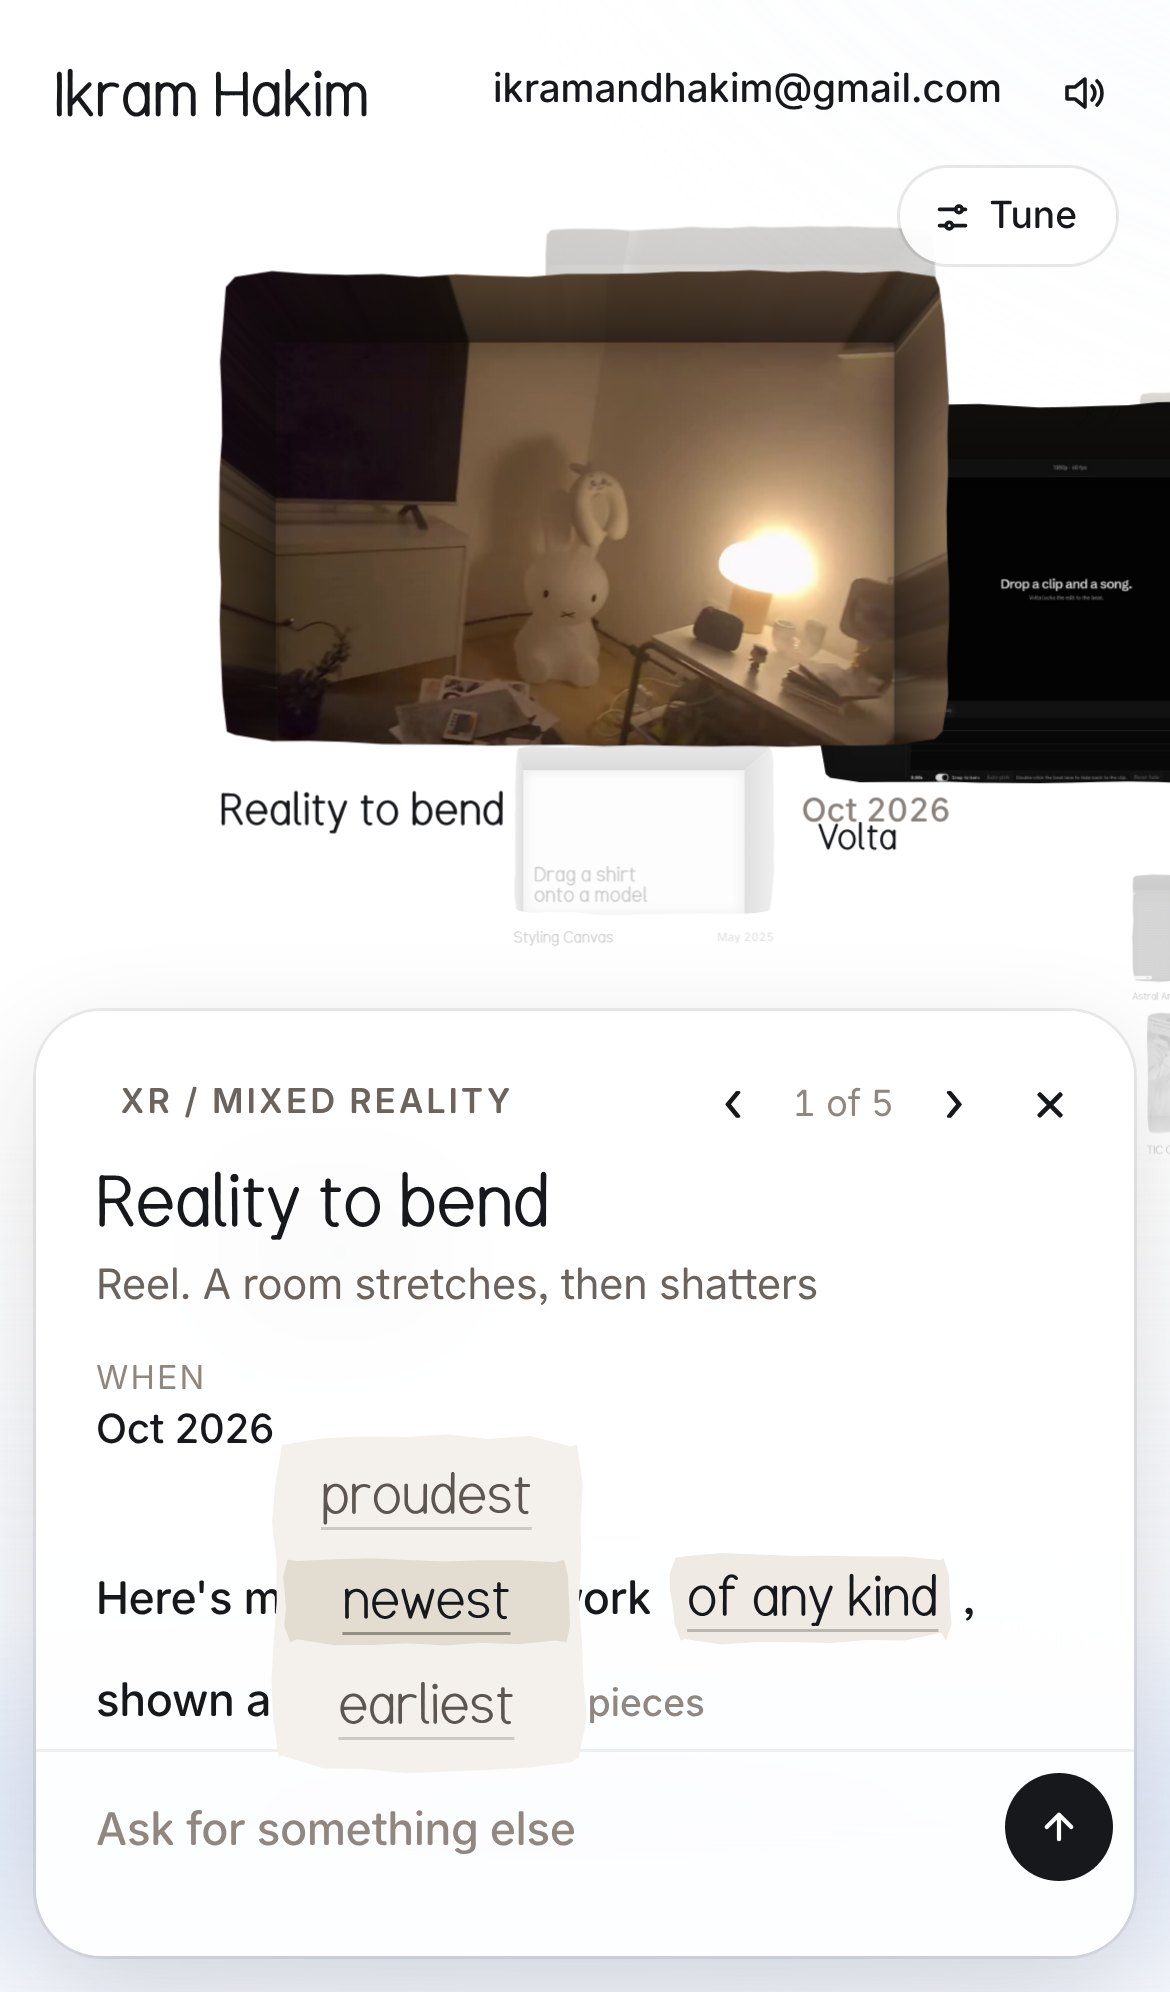 Ikram Hakim
ikramandhakim@gmail.com
Tune
Drop a clip and a song.
Reality to bend
Oct 2026
Volta
Drag a shirt
onto a model
Styling Canvas
May 2025
XR / MIXED REALITY
1 of 5
Reality to bend
Reel. A room stretches, then shatters
WHEN
Oct 2026
proudest
Here's m newest ork of any kind ,
shown a earliest pieces
Ask for something else